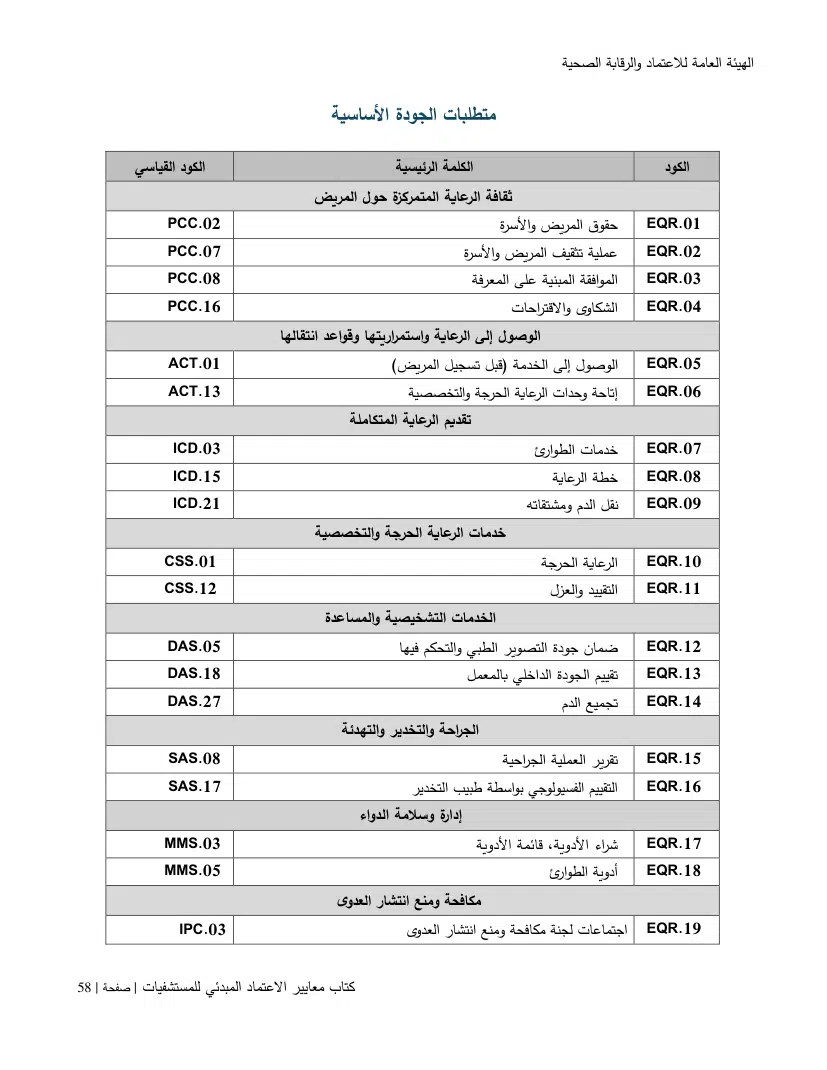 الهيئة العامة للاعتماد والرقابة الصحية
متطلبات الجودة الأساسية
الكود الكلمة الرئيسية الكود القياسي
ثقافة الرعاية المتمركزة حول المريض
EQR.01 حقوق المريض والأسرة PCC.02
EQR.02 عملية تثقيف المريض والأسرة PCC.07
EQR.03 الموافقة المبنية على المعرفة PCC.08
EQR.04 الشكاوى والاقتراحات PCC.16
الوصول إلى الرعاية واستمراريتها وقواعد انتقالها
EQR.05 الوصول إلى الخدمة (قبل تسجيل المريض) ACT.01
EQR.06 إتاحة وحدات الرعاية الحرجة والتخصصية ACT.13
تقديم الرعاية المتكاملة
EQR.07 خدمات الطوارئ ICD.03
EQR.08 خطة الرعاية ICD.15
EQR.09 نقل الدم ومشتقاته ICD.21
خدمات الرعاية الحرجة والتخصصية
EQR.10 الرعاية الحرجة CSS.01
EQR.11 التقييد والعزل CSS.12
الخدمات التشخيصية والمساعدة
EQR.12 ضمان جودة التصوير الطبي والتحكم فيها DAS.05
EQR.13 تقييم الجودة الداخلي بالمعمل DAS.18
EQR.14 تجميع الدم DAS.27
الجراحة والتخدير والتهدئة
EQR.15 تقرير العملية الجراحية SAS.08
EQR.16 التقييم الفسيولوجي بواسطة طبيب التخدير SAS.17
إدارة وسلامة الدواء
EQR.17 شراء الأدوية، قائمة الأدوية MMS.03
EQR.18 أدوية الطوارئ MMS.05
مكافحة ومنع انتشار العدوى
EQR.19 اجتماعات لجنة مكافحة ومنع انتشار العدوى IPC.03
كتاب معايير الاعتماد المبدئي للمستشفيات | صفحة | 58